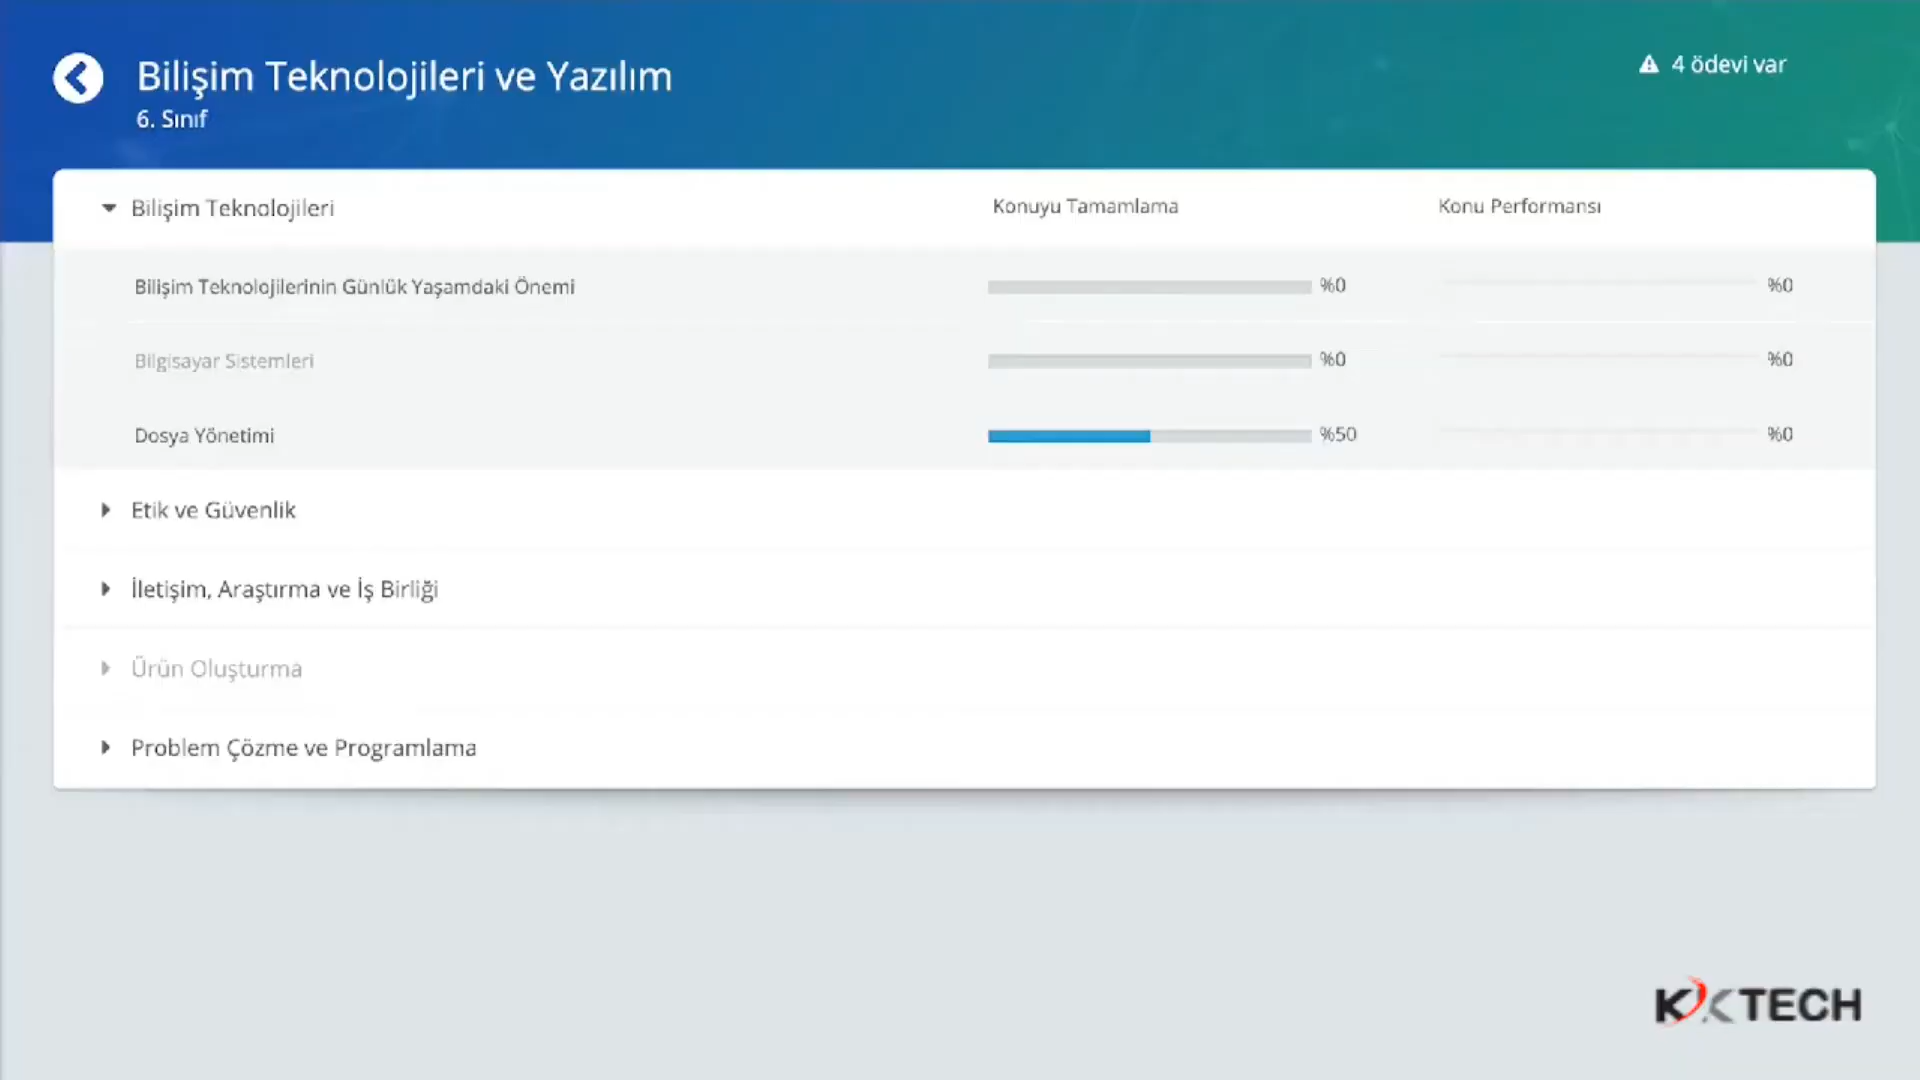 Bilişim Teknolojileri ve Yazılım
6. Sınıf
4 ödevi var
Bilişim Teknolojileri
Konuyu Tamamlama
Konu Performansı
Bilişim Teknolojilerinin Günlük Yaşamdaki Önemi
%0
%0
Bilgisayar Sistemleri
%0
%0
Dosya Yönetimi
%50
%0
Etik ve Güvenlik
İletişim, Araştırma ve İş Birliği
Ürün Oluşturma
Problem Çözme ve Programlama
KKTECH